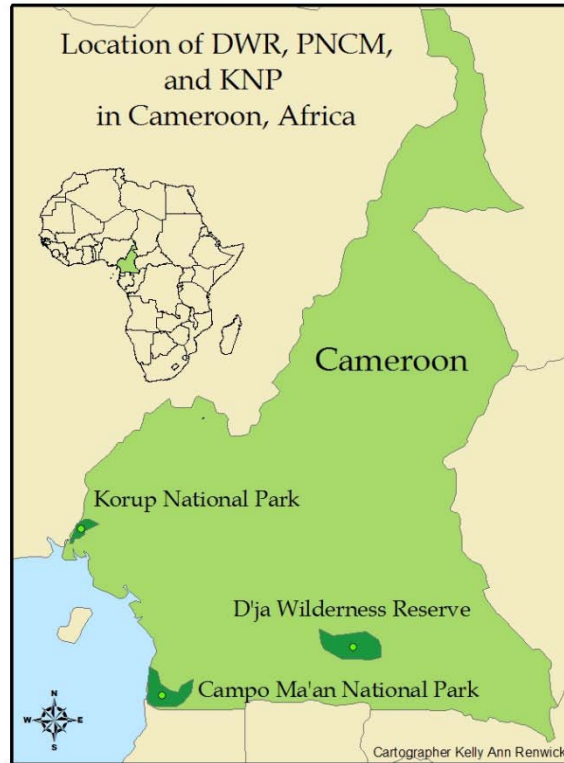 Location of DWR, PNCM,
and KNP
in Cameroon, Africa
Cameroon
Korup National Park
D'ja Wilderness Reserve
Campo Ma'an National Park
N
W
E
S
Cartographer Kelly Ann Renwick